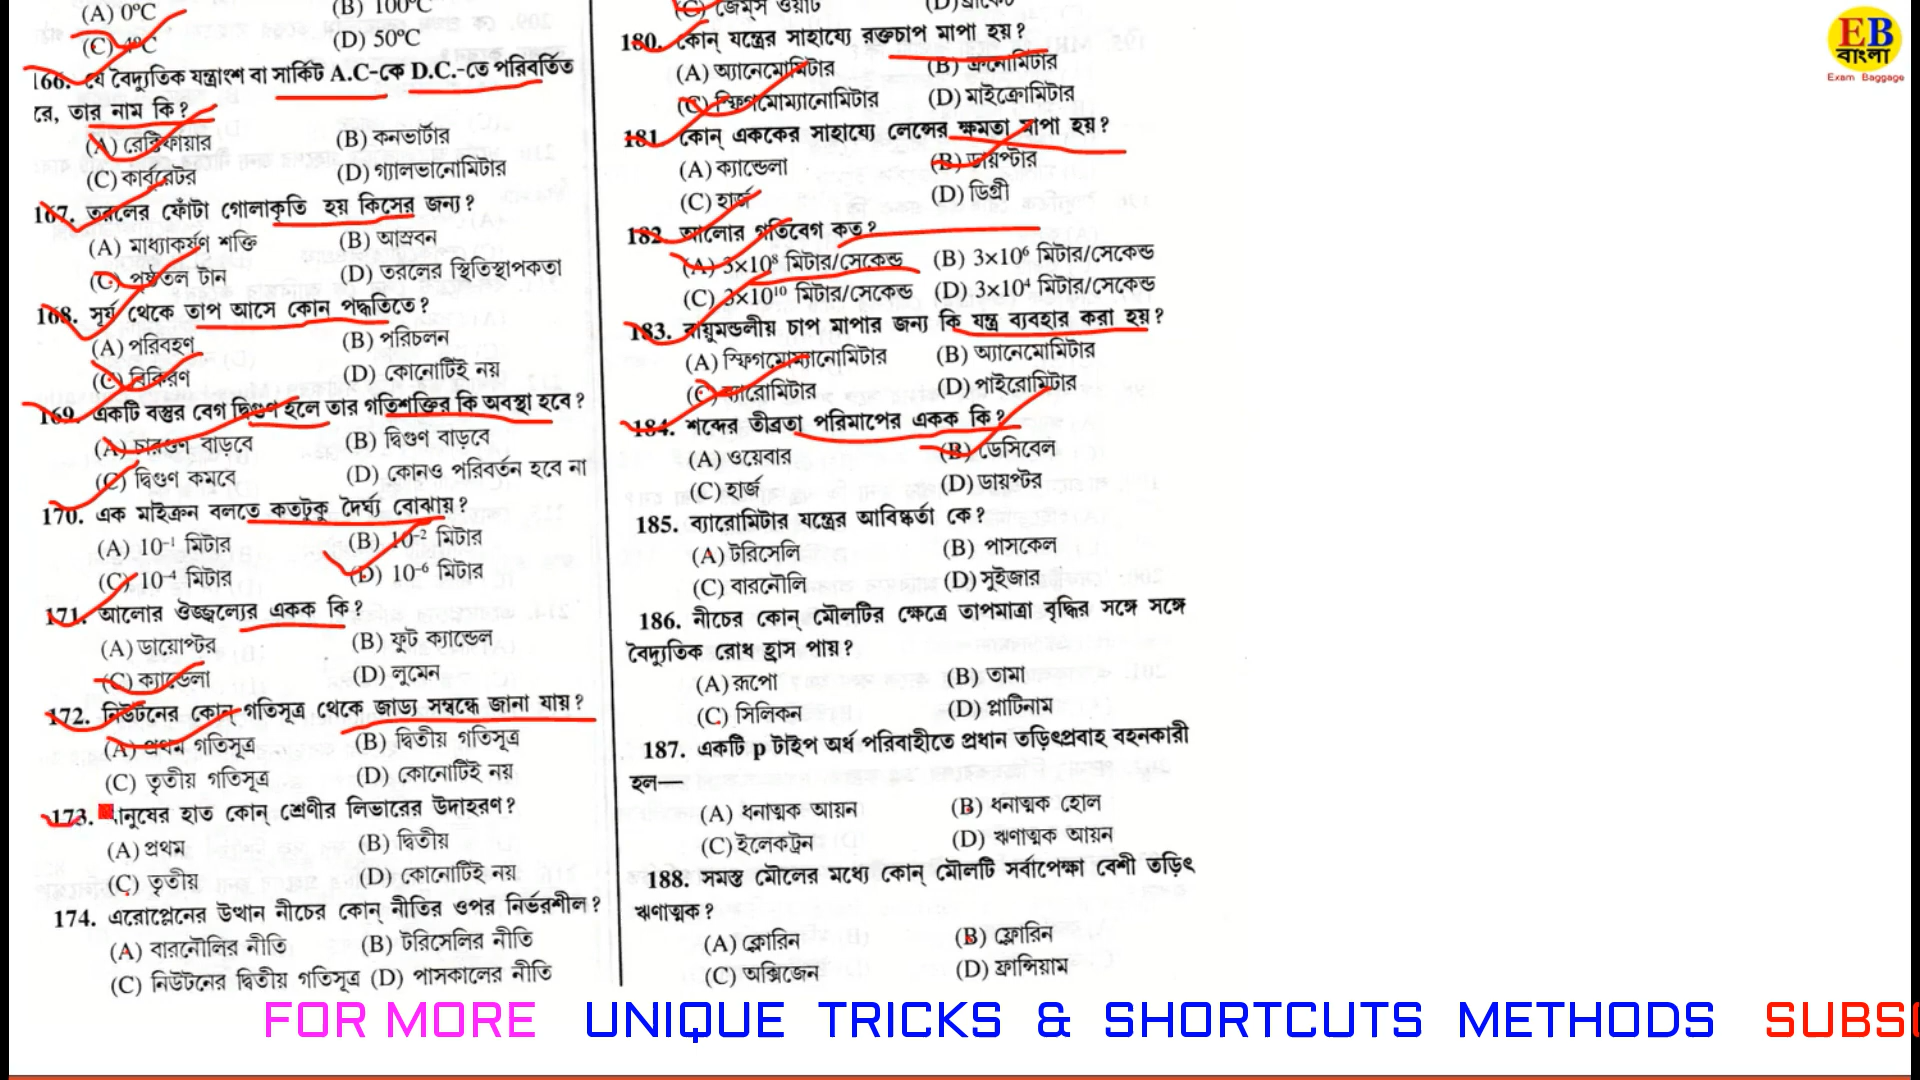 (A) 0°C (B) 100°C
(C) 4°C (D) 50°C
166. যে বৈদ্যুতিক যন্ত্রাংশ বা সার্কিট A.C-কে D.C.-তে পরিবর্তিত
রে, তার নাম কি?
(A) রেক্টিফায়ার (B) কনভার্টার
(C) কার্বুরেটর (D) গ্যালভানোমিটার
167. তরলের ফোঁটা গোলাকৃতি হয় কিসের জন্য?
(A) মাধ্যাকর্ষণ শক্তি (B) আস্রবন
(C) পৃষ্ঠতল টান (D) তরলের স্থিতিস্থাপকতা
168. সূর্য থেকে তাপ আসে কোন পদ্ধতিতে?
(A) পরিবহণ (B) পরিচলন
(C) বিকিরণ (D) কোনোটিই নয়
169. একটি বস্তুর বেগ দ্বিগুণ হলে তার গতিশক্তির কি অবস্থা হবে?
(A) চারগুণ বাড়বে (B) দ্বিগুণ বাড়বে
(C) দ্বিগুণ কমবে (D) কোনও পরিবর্তন হবে না
170. এক মাইক্রন বলতে কতটুকু দৈর্ঘ্য বোঝায়?
(A) 10⁻¹ মিটার (B) 10⁻² মিটার
(C) 10⁻⁴ মিটার (D) 10⁻⁶ মিটার
171. আলোর ঔজ্জ্বল্যের একক কি?
(A) ডায়োপ্টর (B) ফুট ক্যান্ডেল
(C) ক্যান্ডেলা (D) লুমেন
172. নিউটনের কোন্ গতিসূত্র থেকে জাড্য সম্বন্ধে জানা যায়?
(A) প্রথম গতিসূত্র (B) দ্বিতীয় গতিসূত্র
(C) তৃতীয় গতিসূত্র (D) কোনোটিই নয়
173. মানুষের হাত কোন্ শ্রেণীর লিভারের উদাহরণ?
(A) প্রথম (B) দ্বিতীয়
(C) তৃতীয় (D) কোনোটিই নয়
174. এরোপ্লেনের উত্থান নীচের কোন্ নীতির ওপর নির্ভরশীল?
(A) বারনৌলির নীতি (B) টরিসেলির নীতি
(C) নিউটনের দ্বিতীয় গতিসূত্র (D) পাসকালের নীতি
(C) জেমস ওয়াট
180. কোন্ যন্ত্রের সাহায্যে রক্তচাপ মাপা হয়?
(A) অ্যানেমোমিটার (B) ক্রনোমিটার
(C) স্ফিগমোম্যানোমিটার (D) মাইক্রোমিটার
181 কোন্ এককের সাহায্যে লেন্সের ক্ষমতা মাপা হয়?
(A) ক্যান্ডেলা (B) ডায়প্টার
(C) হার্জ (D) ডিগ্রী
182 আলোর গতিবেগ কত?
(A) 3×10⁸ মিটার/সেকেন্ড (B) 3×10⁶ মিটার/সেকেন্ড
(C) 3×10¹⁰ মিটার/সেকেন্ড (D) 3×10⁴ মিটার/সেকেন্ড
183. বায়ুমন্ডলীয় চাপ মাপার জন্য কি যন্ত্র ব্যবহার করা হয়?
(A) স্ফিগমোম্যানোমিটার (B) অ্যানেমোমিটার
(C) ব্যারোমিটার (D) পাইরোমিটার
184. শব্দের তীব্রতা পরিমাপের একক কি?
(A) ওয়েবার (B) ডেসিবেল
(C) হার্জ (D) ডায়প্টর
185. ব্যারোমিটার যন্ত্রের আবিষ্কর্তা কে?
(A) টরিসেলি (B) পাসকেল
(C) বারনৌলি (D) সুইজার
186. নীচের কোন্ মৌলটির ক্ষেত্রে তাপমাত্রা বৃদ্ধির সঙ্গে সঙ্গে
বৈদ্যুতিক রোধ হ্রাস পায়?
(A) রূপো (B) তামা
(C) সিলিকন (D) প্লাটিনাম
187. একটি p টাইপ অর্ধ পরিবাহীতে প্রধান তড়িৎপ্রবাহ বহনকারী
হল—
(A) ধনাত্মক আয়ন (B) ধনাত্মক হোল
(C) ইলেকট্রন (D) ঋণাত্মক আয়ন
188. সমস্ত মৌলের মধ্যে কোন্ মৌলটি সর্বাপেক্ষা বেশী তড়িৎ
ঋণাত্মক?
(A) ক্লোরিন (B) ফ্লোরিন
(C) অক্সিজেন (D) ফ্রান্সিয়াম
EB
বাংলা
Exam Baggage
FOR MORE UNIQUE TRICKS & SHORTCUTS METHODS SUBS